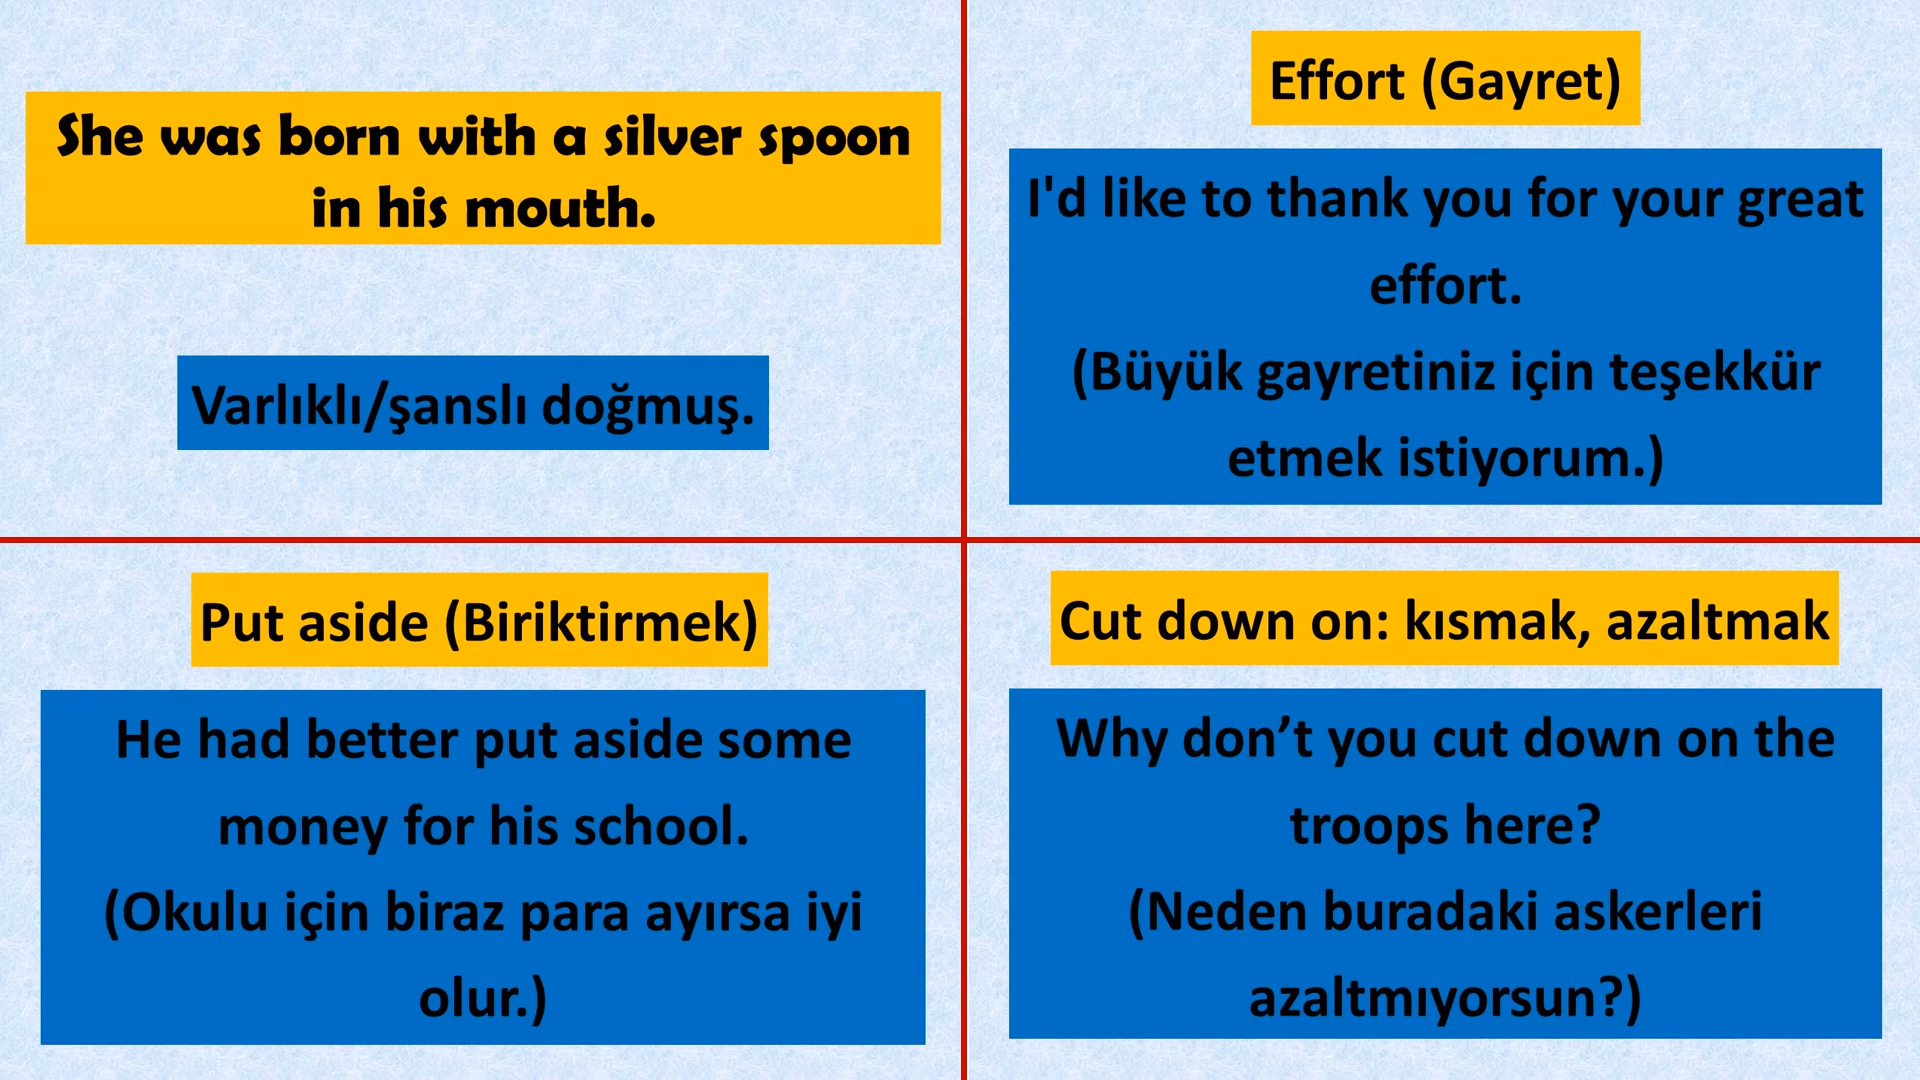 She was born with a silver spoon
in his mouth.
Varlıklı/şanslı doğmuş.
Effort (Gayret)
I'd like to thank you for your great
effort.
(Büyük gayretiniz için teşekkür
etmek istiyorum.)
Put aside (Biriktirmek)
He had better put aside some
money for his school.
(Okulu için biraz para ayırsa iyi
olur.)
Cut down on: kısmak, azaltmak
Why don’t you cut down on the
troops here?
(Neden buradaki askerleri
azaltmıyorsun?)